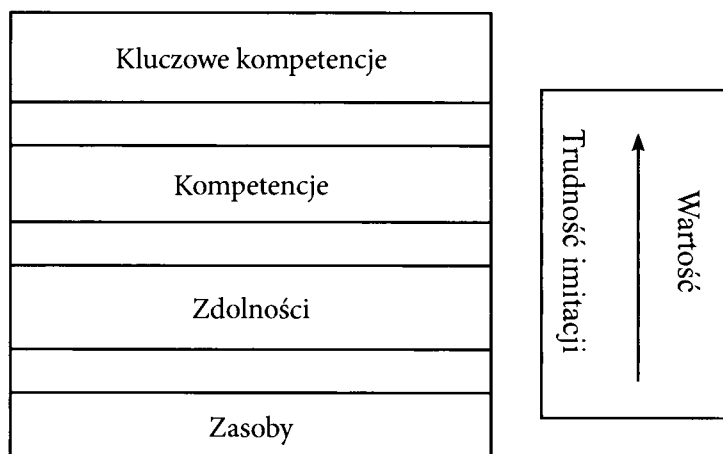 Kluczowe kompetencje
Kompetencje
Zdolności
Zasoby
Trudność imitacji
Wartość